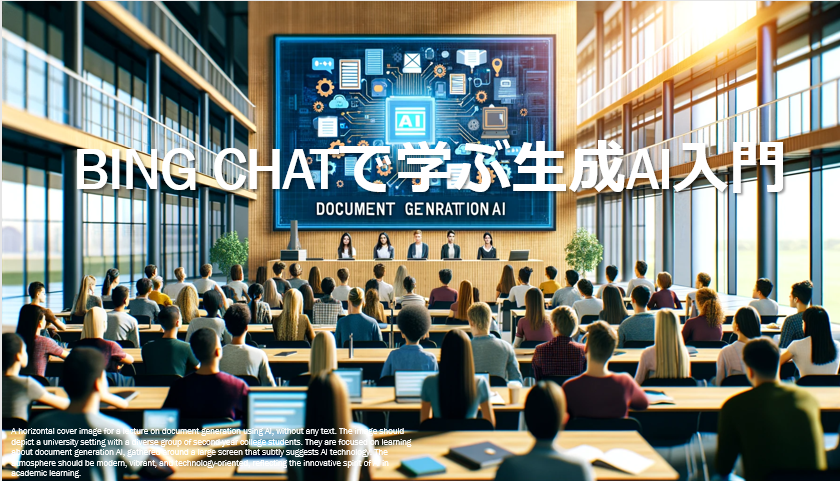 AI
BING CHATで学ぶ生成AI入門
DOCUMENT GENRATTION AI
A horizontal cover image for a lecture on document generation using AI, without any text. The image should
depict a university setting with a diverse group of second-year college students. They are focused on learning
about document generation AI, gathered around a large screen that subtly suggests AI technology. The
atmosphere should be modern, vibrant, and technology-oriented, reflecting the innovative spirit of AI in
academic learning.